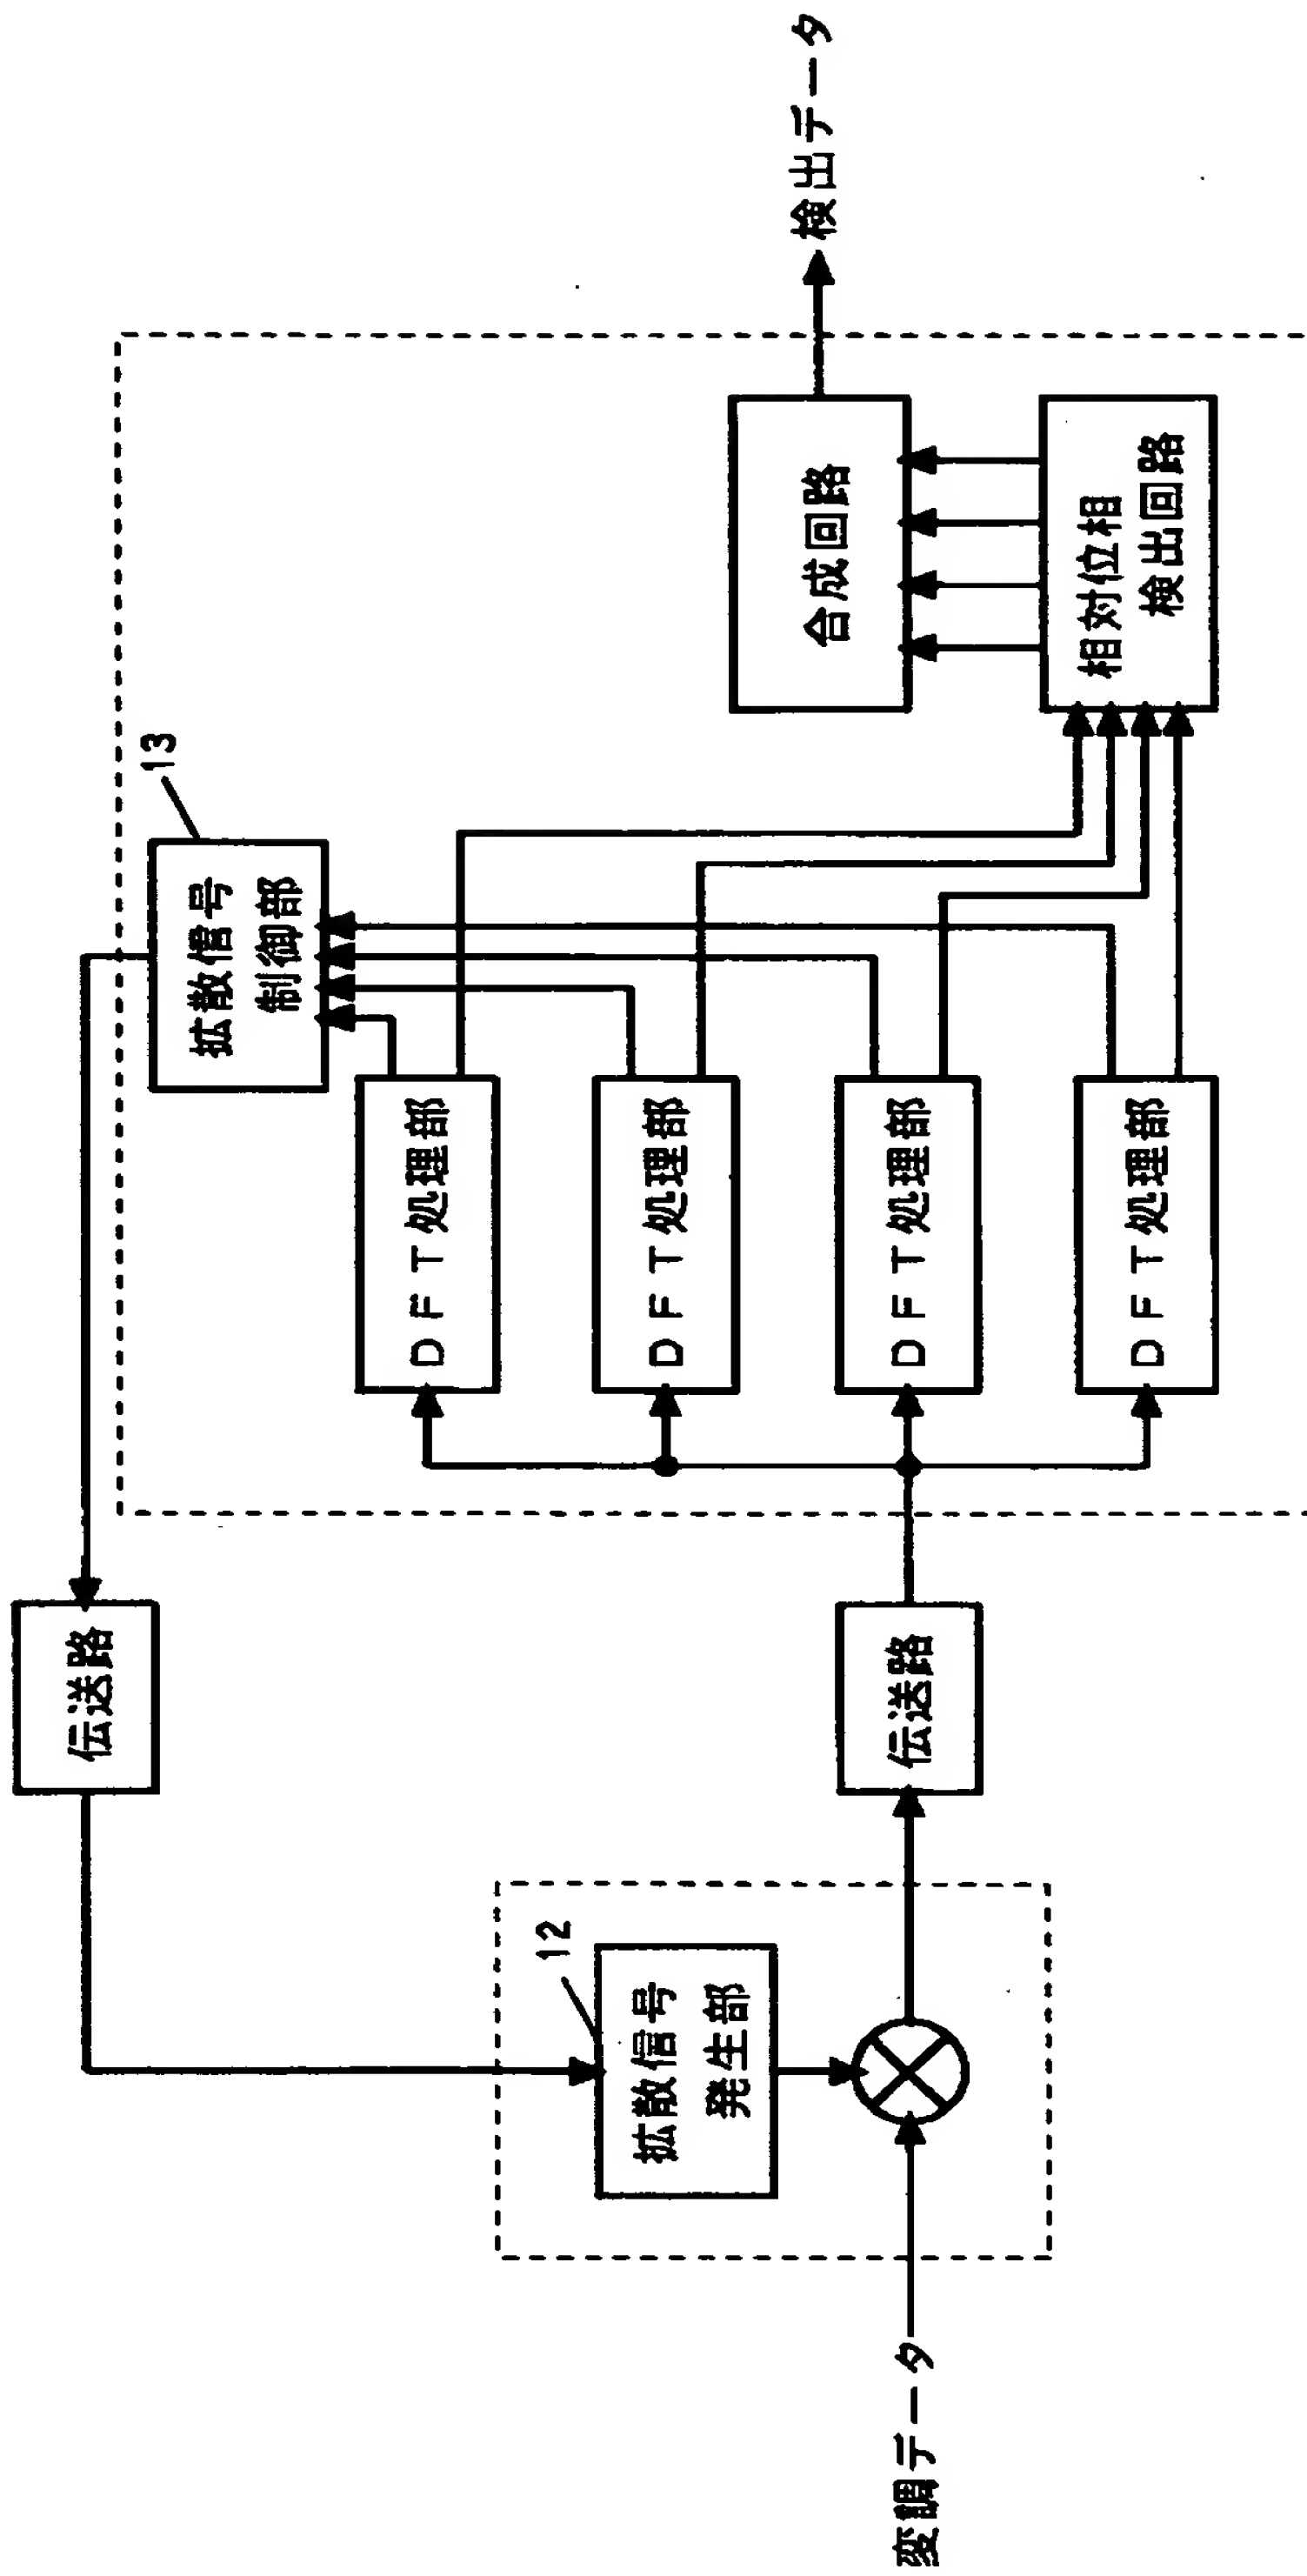 伝送路
13
拡散信号
制御部
12
拡散信号
発生部
DFT処理部
DFT処理部
DFT処理部
DFT処理部
合成回路
検出データ
相対位相
検出回路
変調データ
伝送路